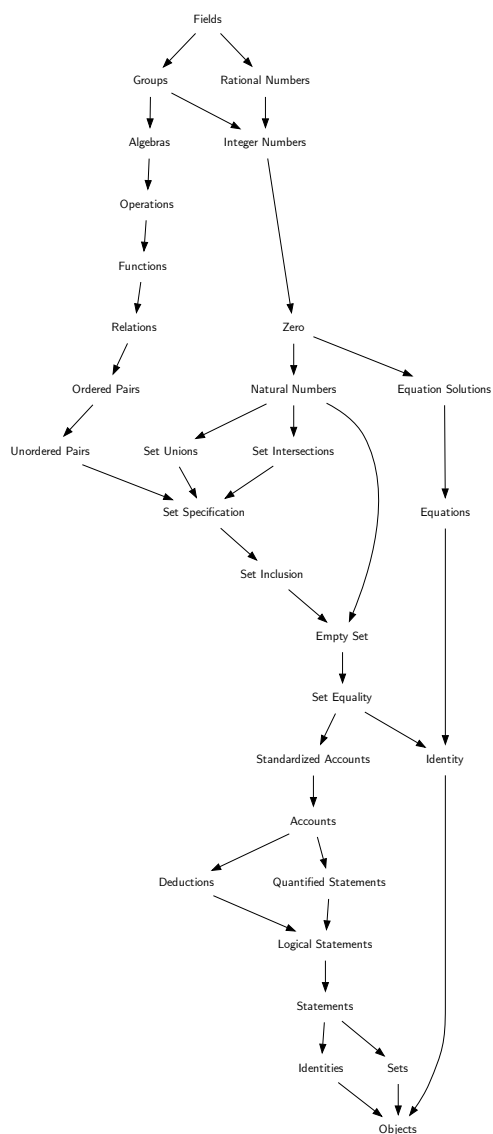 Fields
Groups
Rational Numbers
Algebras
Integer Numbers
Operations
Functions
Relations
Zero
Ordered Pairs
Natural Numbers
Equation Solutions
Unordered Pairs
Set Unions
Set Intersections
Set Specification
Equations
Set Inclusion
Empty Set
Set Equality
Standardized Accounts
Identity
Accounts
Deductions
Quantified Statements
Logical Statements
Statements
Identities
Sets
Objects